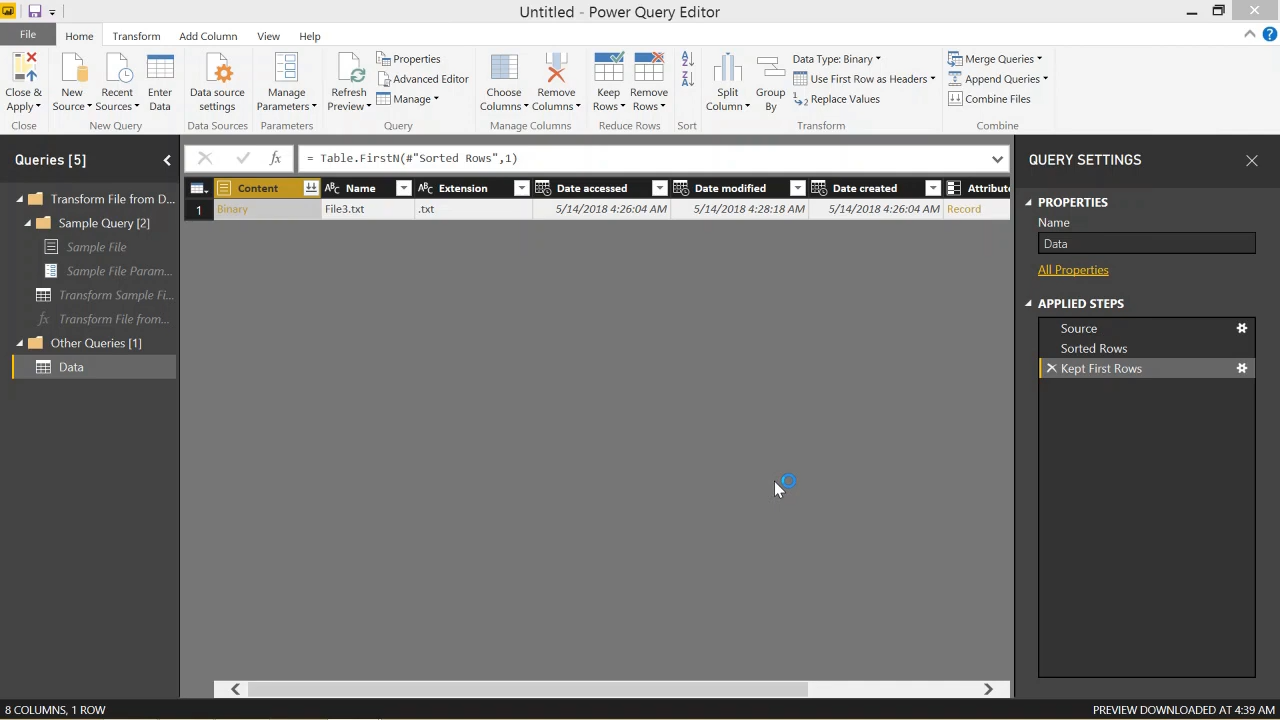 Untitled - Power Query Editor
File
Home
Transform
Add Column
View
Help
Close &
Apply
Close
New
Source
Recent
Sources
Enter
Data
New Query
Data source
settings
Data Sources
Manage
Parameters
Parameters
Refresh
Preview
Properties
Advanced Editor
Manage
Query
Choose
Columns
Remove
Columns
Manage Columns
Keep
Rows
Remove
Rows
Reduce Rows
Sort
Split
Column
Group
By
Data Type: Binary
Use First Row as Headers
Replace Values
Transform
Merge Queries
Append Queries
Combine Files
Combine
Queries [5]
Transform File from D...
Sample Query [2]
Sample File
Sample File Param...
Transform Sample Fi...
fx Transform File from...
Other Queries [1]
Data
fx = Table.FirstN(#"Sorted Rows",1)
Content
Name
Extension
Date accessed
Date modified
Date created
Attribut
1 Binary File3.txt .txt 5/14/2018 4:26:04 AM 5/14/2018 4:28:18 AM 5/14/2018 4:26:04 AM Record
QUERY SETTINGS
PROPERTIES
Name
Data
All Properties
APPLIED STEPS
Source
Sorted Rows
Kept First Rows
8 COLUMNS, 1 ROW
PREVIEW DOWNLOADED AT 4:39 AM